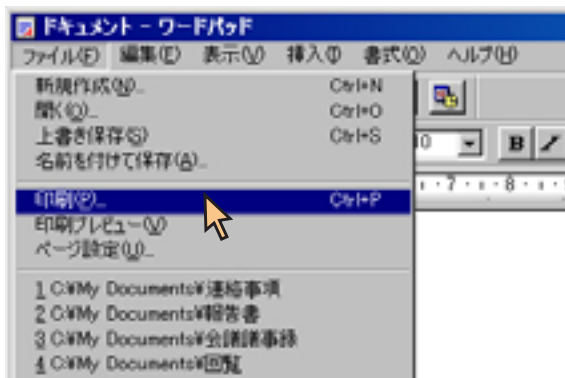 ドキュメント - ワードパッド
ファイル(F) 編集(E) 表示(V) 挿入(I) 書式(O) ヘルプ(H)
新規作成(N)... Ctrl+N
開く(O)... Ctrl+O
上書き保存(S) Ctrl+S
名前を付けて保存(A)...
印刷(P)... Ctrl+P
印刷プレビュー(V)
ページ設定(U)...
1 C:¥My Documents¥連絡事項
2 C:¥My Documents¥報告書
3 C:¥My Documents¥会議議事録
4 C:¥My Documents¥回覧
0 B I
7 8